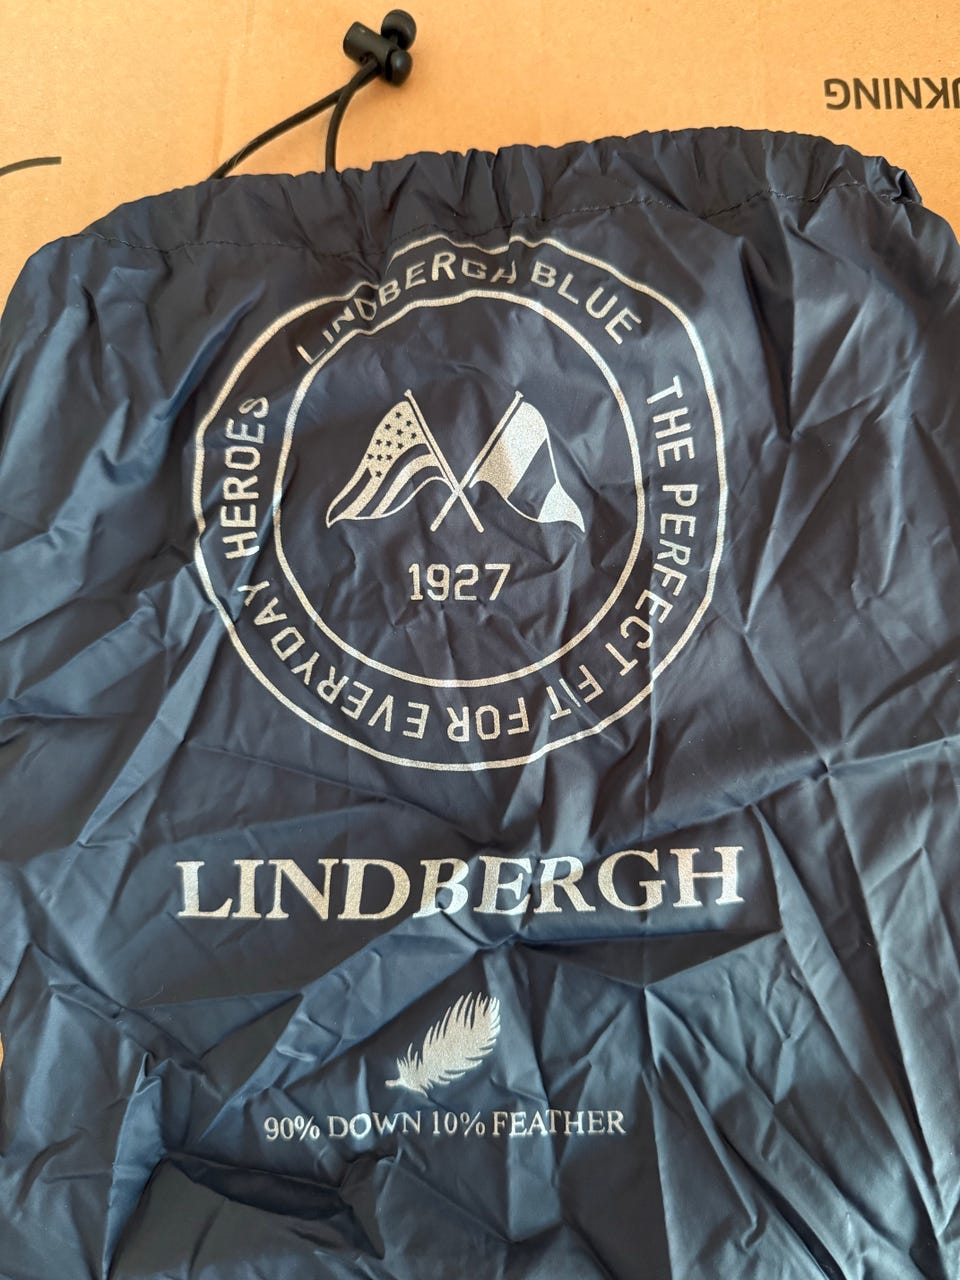 LINDBERGH BLUE
THE PERFECT FIT FOR EVERYDAY HEROES
1927
LINDBERGH
90% DOWN 10% FEATHER